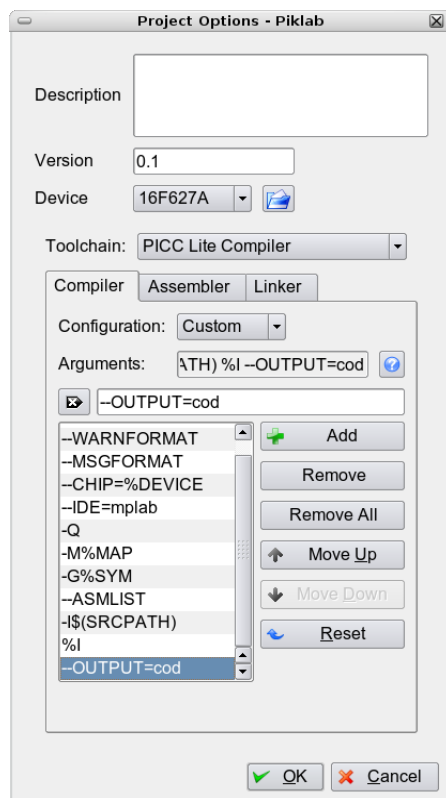 Project Options - Piklab
Description
Version 0.1
Device 16F627A
Toolchain: PICC Lite Compiler
Compiler Assembler Linker
Configuration: Custom
Arguments: ATH) %I --OUTPUT=cod
--OUTPUT=cod
--WARNFORMAT
--MSGFORMAT
--CHIP=%DEVICE
--IDE=mplab
-Q
-M%MAP
-G%SYM
--ASMLIST
-I$(SRCPATH)
%I
--OUTPUT=cod
Add
Remove
Remove All
Move Up
Move Down
Reset
OK Cancel